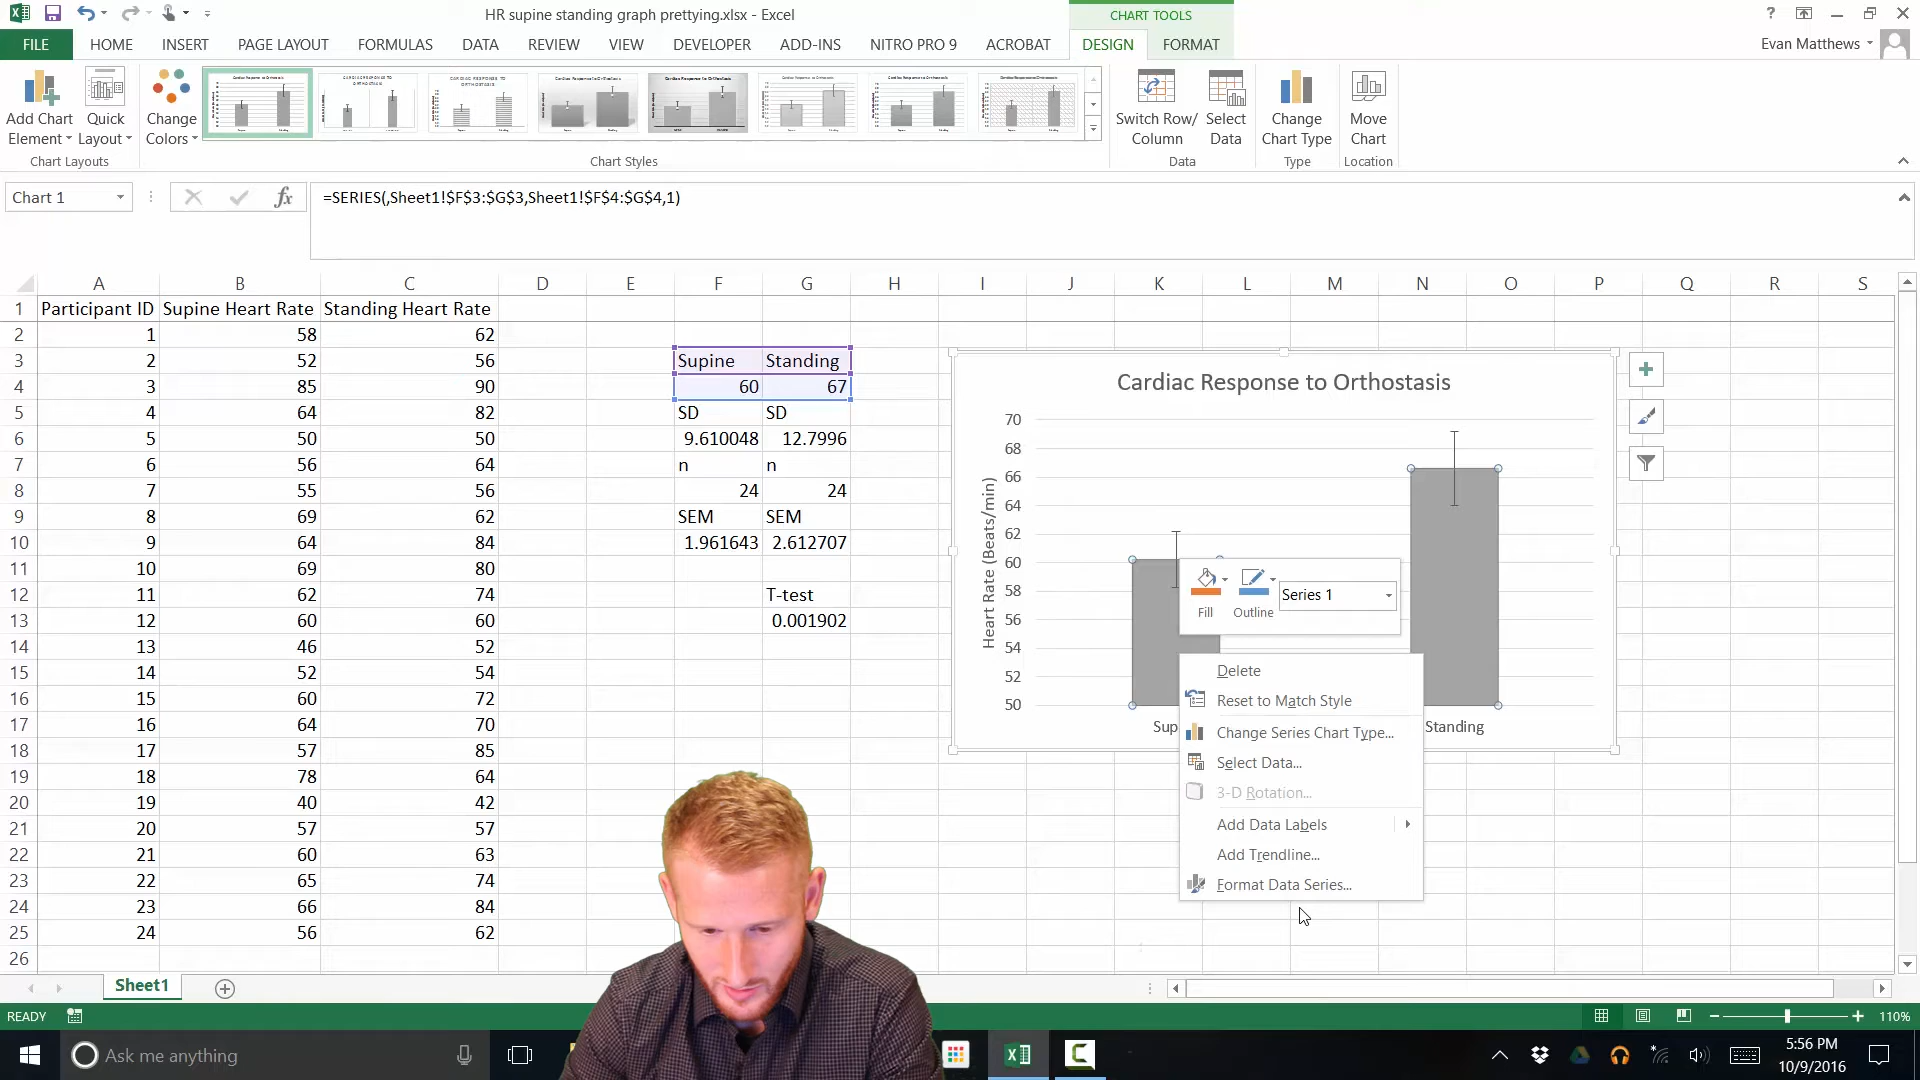 HR supine standing graph prettying.xlsx - Excel
CHART TOOLS
?
FILE HOME INSERT PAGE LAYOUT FORMULAS DATA REVIEW VIEW DEVELOPER ADD-INS NITRO PRO 9 ACROBAT DESIGN FORMAT Evan Matthews
Add Chart Element
Quick Layout
Change Colors
Switch Row/ Column
Select Data
Change Chart Type
Move Chart
Chart Layouts Chart Styles Data Type Location
Chart 1 fx =SERIES(,Sheet1!$F$3:$G$3,Sheet1!$F$4:$G$4,1)
A B C D E F G H I J K L M N O P Q R S
1 Participant ID Supine Heart Rate Standing Heart Rate
2 1 58 62
3 2 52 56 Supine Standing
4 3 85 90 60 67
5 4 64 82 SD SD
6 5 50 50 9.610048 12.7996
7 6 56 64 n n
8 7 55 56 24 24
9 8 69 62 SEM SEM
10 9 64 84 1.961643 2.612707
11 10 69 80
12 11 62 74 T-test
13 12 60 60 0.001902
14 13 46 52
15 14 52 54
16 15 60 72
17 16 64 70
18 17 57 85
19 18 78 64
20 19 40 42
21 20 57 57
22 21 60 63
23 22 65 74
24 23 66 84
25 24 56 62
26
Cardiac Response to Orthostasis
Heart Rate (Beats/min)
70
68
66
64
62
60
58
56
54
52
50
Sup Standing
Fill Outline Series 1
Delete
Reset to Match Style
Change Series Chart Type...
Select Data...
3-D Rotation...
Add Data Labels
Add Trendline...
Format Data Series...
Sheet1
READY 110%
Ask me anything
5:56 PM
10/9/2016